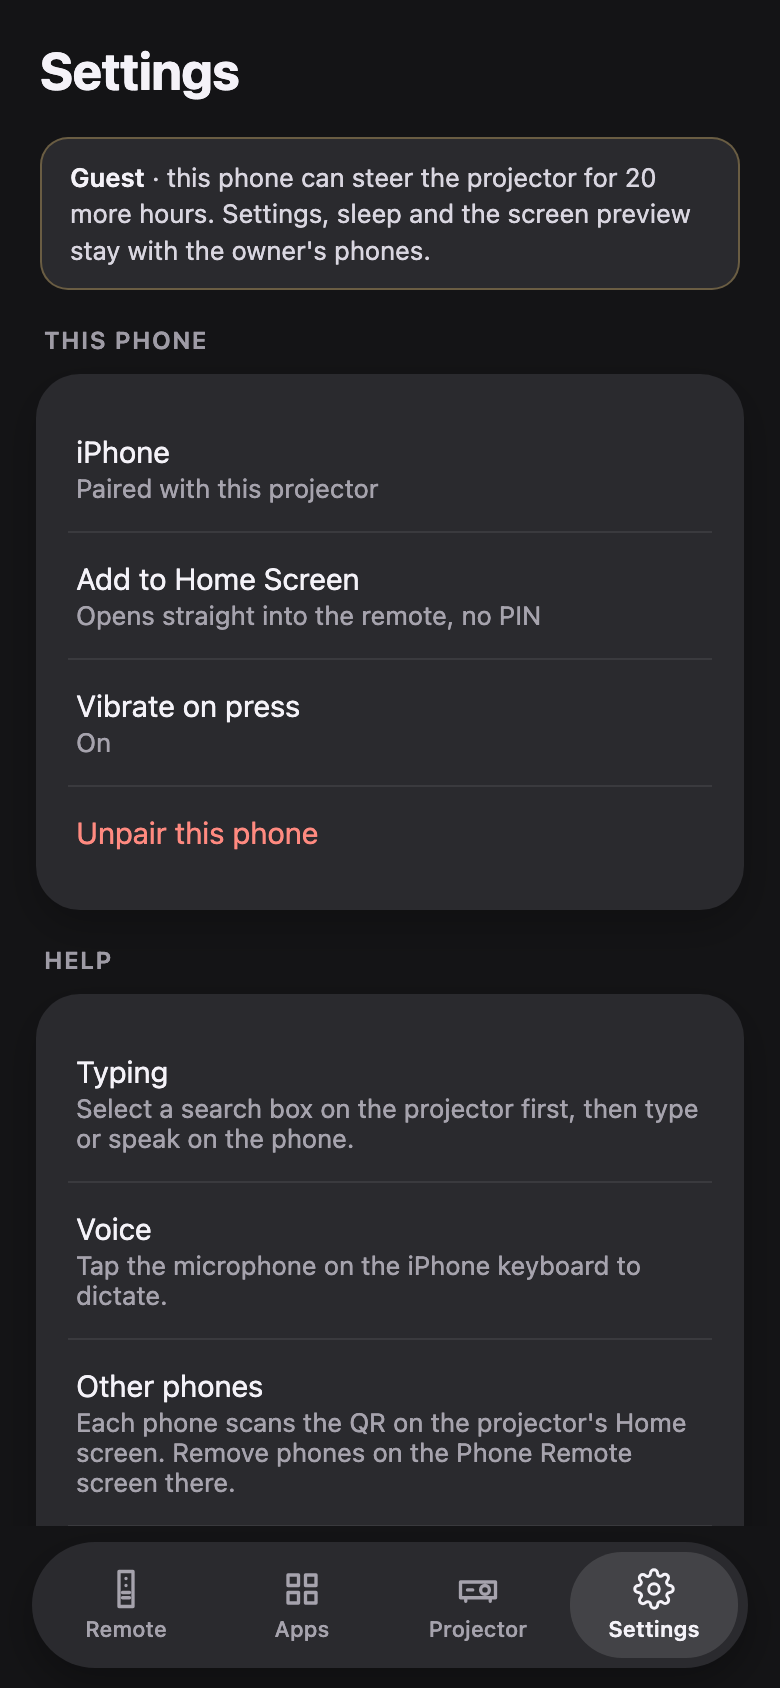 Settings
Guest · this phone can steer the projector for 20
more hours. Settings, sleep and the screen preview
stay with the owner's phones.
THIS PHONE
iPhone
Paired with this projector
Add to Home Screen
Opens straight into the remote, no PIN
Vibrate on press
On
Unpair this phone
HELP
Typing
Select a search box on the projector first, then type
or speak on the phone.
Voice
Tap the microphone on the iPhone keyboard to
dictate.
Other phones
Each phone scans the QR on the projector's Home
screen. Remove phones on the Phone Remote
screen there.
Remote
Apps
Projector
Settings